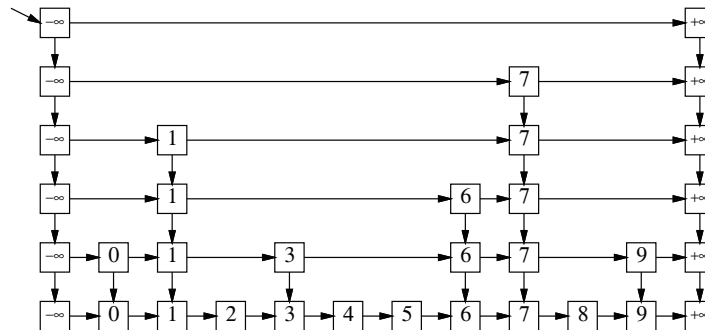 −∞ +∞
−∞ 7 +∞
−∞ 1 7 +∞
−∞ 1 6 7 +∞
−∞ 0 1 3 6 7 9 +∞
−∞ 0 1 2 3 4 5 6 7 8 9 +∞